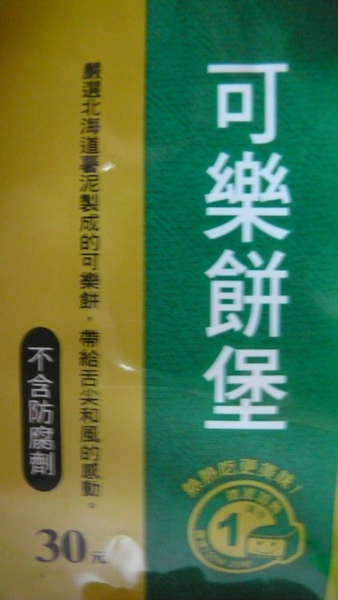 可樂餅堡
嚴選北海道薯泥製成的可樂餅，帶給舌尖和風的感動。
不含防腐劑
30元
熱熱吃更美味！
1